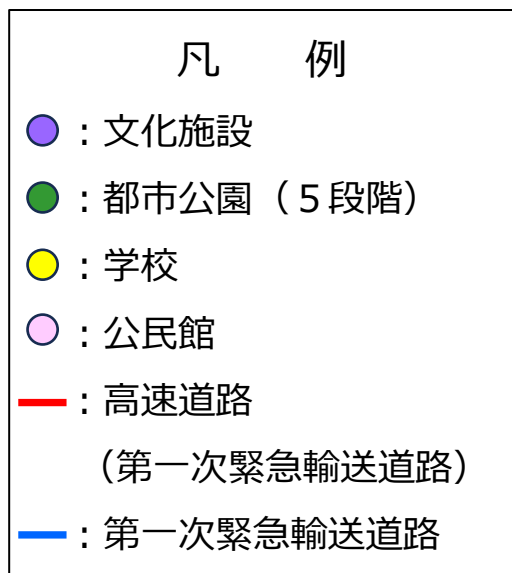 凡　　例
：文化施設
：都市公園（５段階）
：学校
：公民館
：高速道路
（第一次緊急輸送道路）
：第一次緊急輸送道路